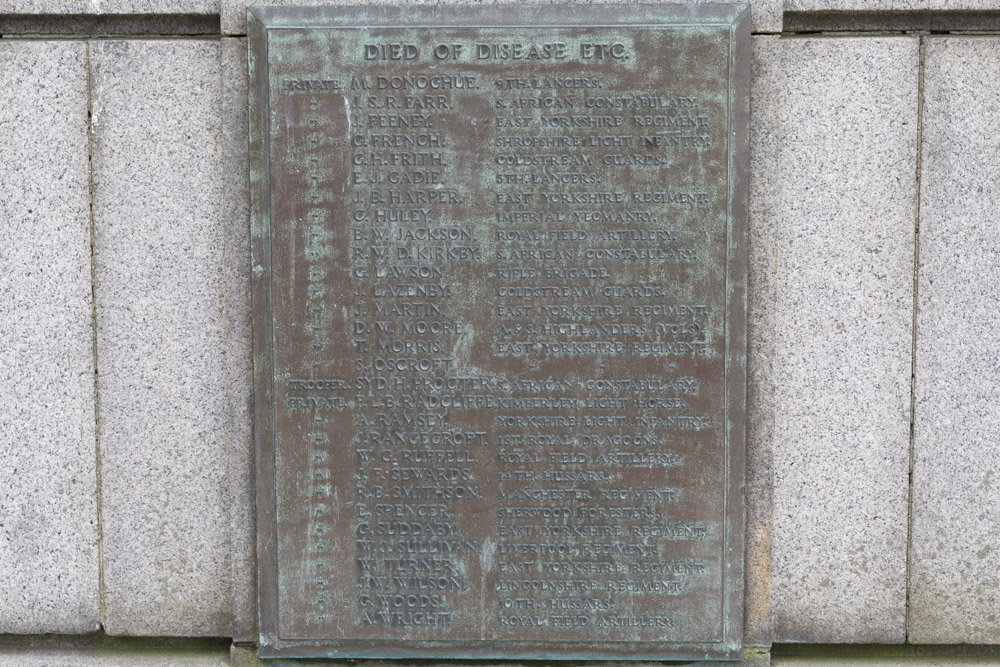 DIED OF DISEASE ETC.
PRIVATE M. DONOGHUE. 9TH. LANCERS.
" J. S. R. FARR. S. AFRICAN CONSTABULARY.
" J. FEENEY. EAST YORKSHIRE REGIMENT.
" C. FRENCH. SHROPSHIRE LIGHT INFANTRY.
" G. H. FRITH. COLDSTREAM GUARDS.
" E. J. GADIE. 5TH. LANCERS.
" J. B. HARPER. EAST YORKSHIRE REGIMENT.
" C. HULEY. IMPERIAL YEOMANRY.
" B. W. JACKSON. ROYAL FIELD ARTILLERY.
" R. W. D. KIRKBY. S. AFRICAN CONSTABULARY.
" G. LAWSON. RIFLE BRIGADE.
" J. LAZENBY. COLDSTREAM GUARDS.
" J. MARTIN. EAST YORKSHIRE REGIMENT.
" D. W. MOORE. A. & S. HIGHLANDERS (VOLS).
" T. MORRIS. EAST YORKSHIRE REGIMENT.
" S. J. OSCROFT. " " "
TROOPER. SYD. H. PROCTER. S. AFRICAN CONSTABULARY.
PRIVATE. F. L. B. RADCLIFFE. KIMBERLEY LIGHT HORSE.
" A. RAMSEY. YORKSHIRE LIGHT INFANTRY.
" J. RANGECROFT. 1ST. ROYAL DRAGOONS.
" W. G. RUPPELL. ROYAL FIELD ARTILLERY.
" F. F. SEWARDS. 14TH. HUSSARS.
" R. B. SMITHSON. MANCHESTER REGIMENT.
" E. SPENCER. SHERWOOD FORESTERS.
" G. SUDDABY. EAST YORKSHIRE REGIMENT.
" W. J. SULLIVAN. LIVERPOOL REGIMENT.
" W. TURNER. EAST YORKSHIRE REGIMENT.
" W. WILSON. LINCOLNSHIRE REGIMENT.
" G. WOODS. 10TH. HUSSARS.
" A. WRIGHT. ROYAL FIELD ARTILLERY.